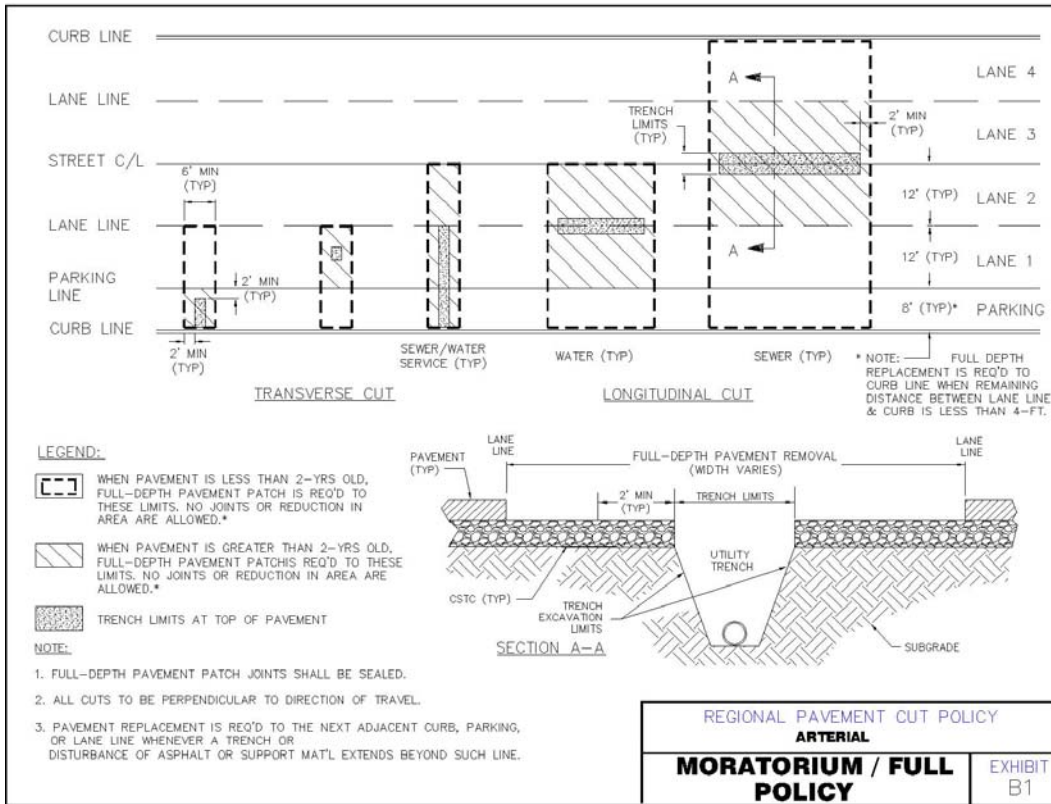 CURB LINE
LANE LINE
STREET C/L
LANE LINE
PARKING
LINE
CURB LINE
6' MIN
(TYP)
2' MIN
(TYP)
2' MIN
(TYP)
TRENCH
LIMITS
(TYP)
A
A
2' MIN
(TYP)
12' (TYP)
12' (TYP)
8' (TYP)*
LANE 4
LANE 3
LANE 2
LANE 1
PARKING
SEWER/WATER
SERVICE (TYP)
WATER (TYP)
SEWER (TYP)
TRANSVERSE CUT
LONGITUDINAL CUT
* NOTE: FULL DEPTH
REPLACEMENT IS REQ'D TO
CURB LINE WHEN REMAINING
DISTANCE BETWEEN LANE LINE
& CURB IS LESS THAN 4-FT.
LEGEND:
WHEN PAVEMENT IS LESS THAN 2-YRS OLD,
FULL-DEPTH PAVEMENT PATCH IS REQ'D TO
THESE LIMITS. NO JOINTS OR REDUCTION IN
AREA ARE ALLOWED.*
WHEN PAVEMENT IS GREATER THAN 2-YRS OLD,
FULL-DEPTH PAVEMENT PATCHIS REQ'D TO THESE
LIMITS. NO JOINTS OR REDUCTION IN AREA ARE
ALLOWED.*
TRENCH LIMITS AT TOP OF PAVEMENT
NOTE:
1. FULL-DEPTH PAVEMENT PATCH JOINTS SHALL BE SEALED.
2. ALL CUTS TO BE PERPENDICULAR TO DIRECTION OF TRAVEL.
3. PAVEMENT REPLACEMENT IS REQ'D TO THE NEXT ADJACENT CURB, PARKING,
OR LANE LINE WHENEVER A TRENCH OR
DISTURBANCE OF ASPHALT OR SUPPORT MAT'L EXTENDS BEYOND SUCH LINE.
LANE
LINE
LANE
LINE
PAVEMENT
(TYP)
FULL-DEPTH PAVEMENT REMOVAL
(WIDTH VARIES)
2' MIN
(TYP)
TRENCH LIMITS
UTILITY
TRENCH
CSTC (TYP)
TRENCH
EXCAVATION
LIMITS
SUBGRADE
SECTION A-A
REGIONAL PAVEMENT CUT POLICY
ARTERIAL
MORATORIUM / FULL
POLICY
EXHIBIT
B1